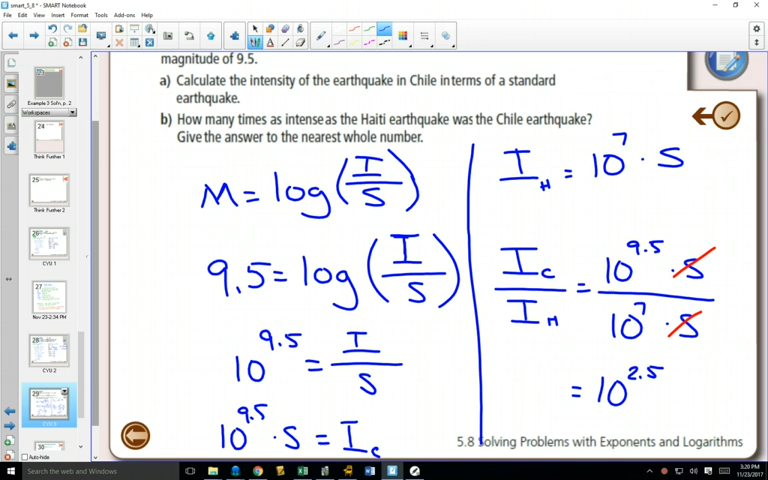 smart_5_8 * - SMART Notebook
File Edit View Insert Format Tools Add-ons Help
Example 3 Soln, p. 2
Workspaces
24
Think Further 1
25
Think Further 2
26
CYU 1
27
Nov 23-2:34 PM
28
CYU 2
29
30
Auto-hide
magnitude of 9.5.
a) Calculate the intensity of the earthquake in Chile in terms of a standard
earthquake.
b) How many times as intense as the Haiti earthquake was the Chile earthquake?
Give the answer to the nearest whole number.
M = log(I/S)
9.5 = log(I/S)
10^9.5 = I/S
10^9.5 · S = I_C
I_H = 10^7 · S
I_C/I_H = 10^9.5 · S/10^7 · S
= 10^2.5
5.8 Solving Problems with Exponents and Logarithms
Search the web and Windows
3:20 PM
11/23/2017